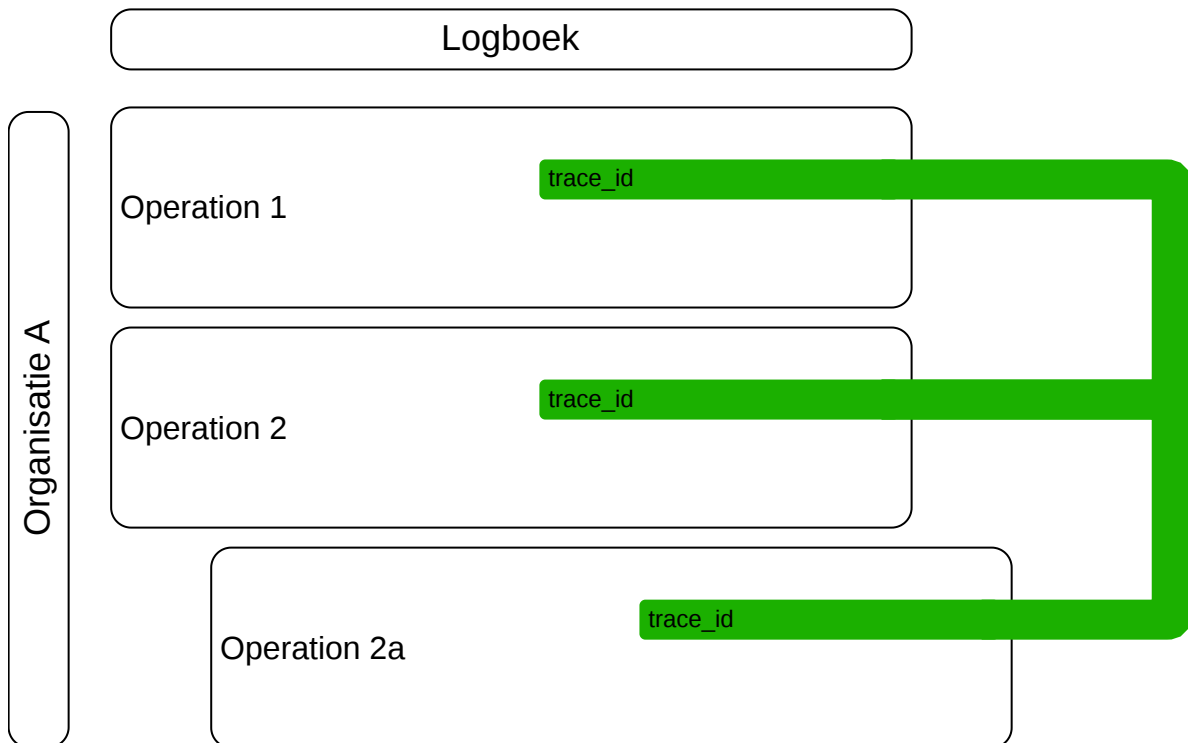 Logboek
Organisatie A
Operation 1
trace_id
Operation 2
trace_id
Operation 2a
trace_id